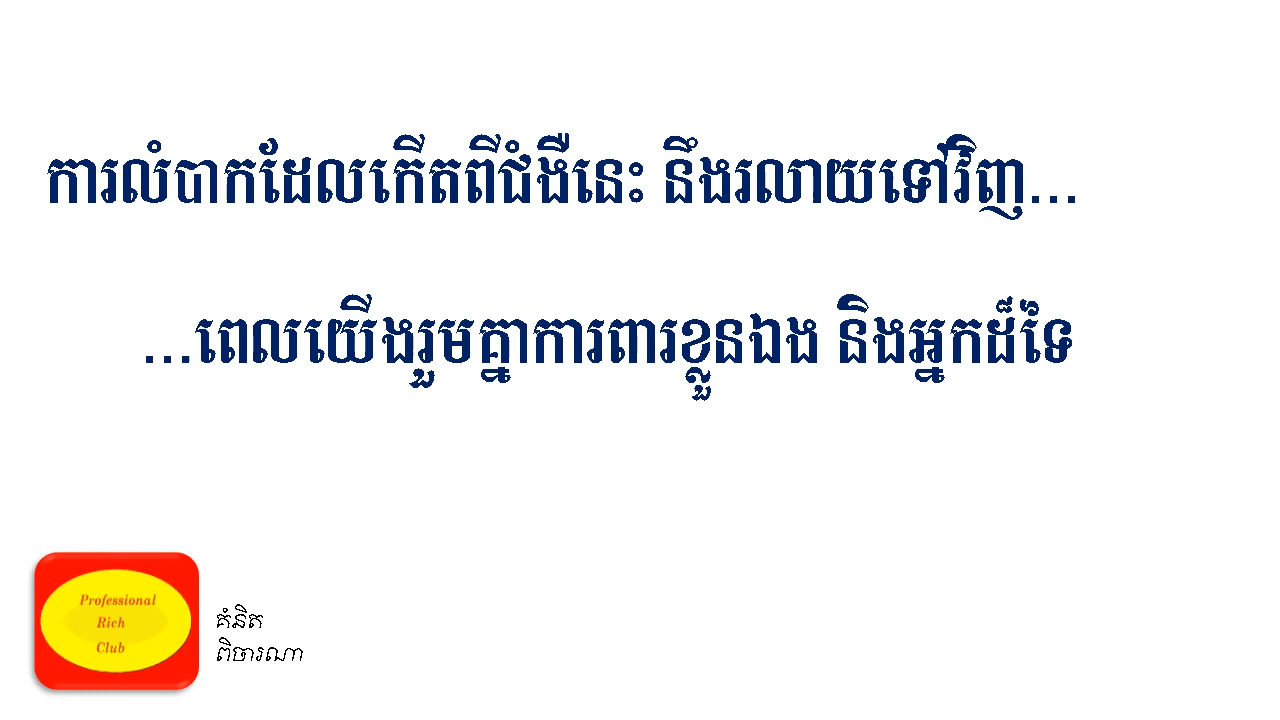 ការលំបាកដែលកើតពីជំងឺនេះ នឹងរលាយទៅវិញ...
...ពេលយើងរួមគ្នាការពារខ្លួនឯង និងអ្នកដ៏ទៃ
Professional
Rich
Club
គំនិត
ពិចារណា